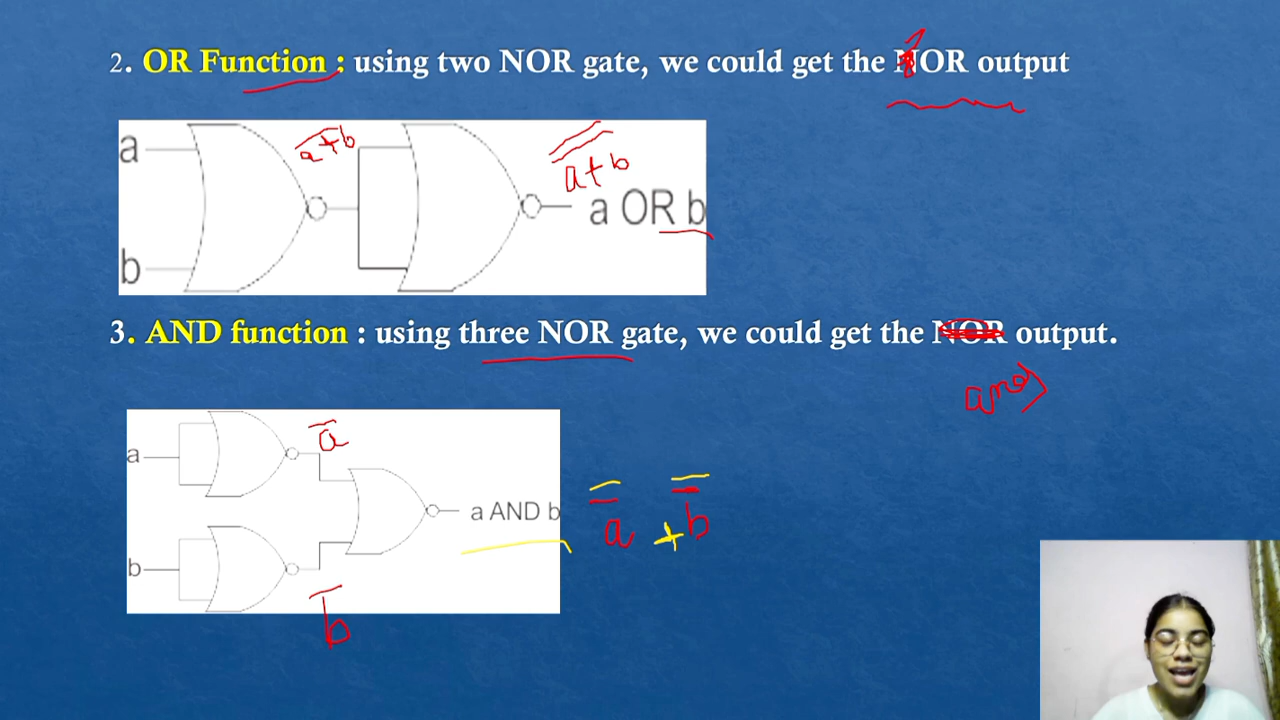 2. OR Function : using two NOR gate, we could get the NOR output
a
a+b
a+b
a OR b
b
3. AND function : using three NOR gate, we could get the NOR output.
and
a
a
a AND b
a + b
b
b